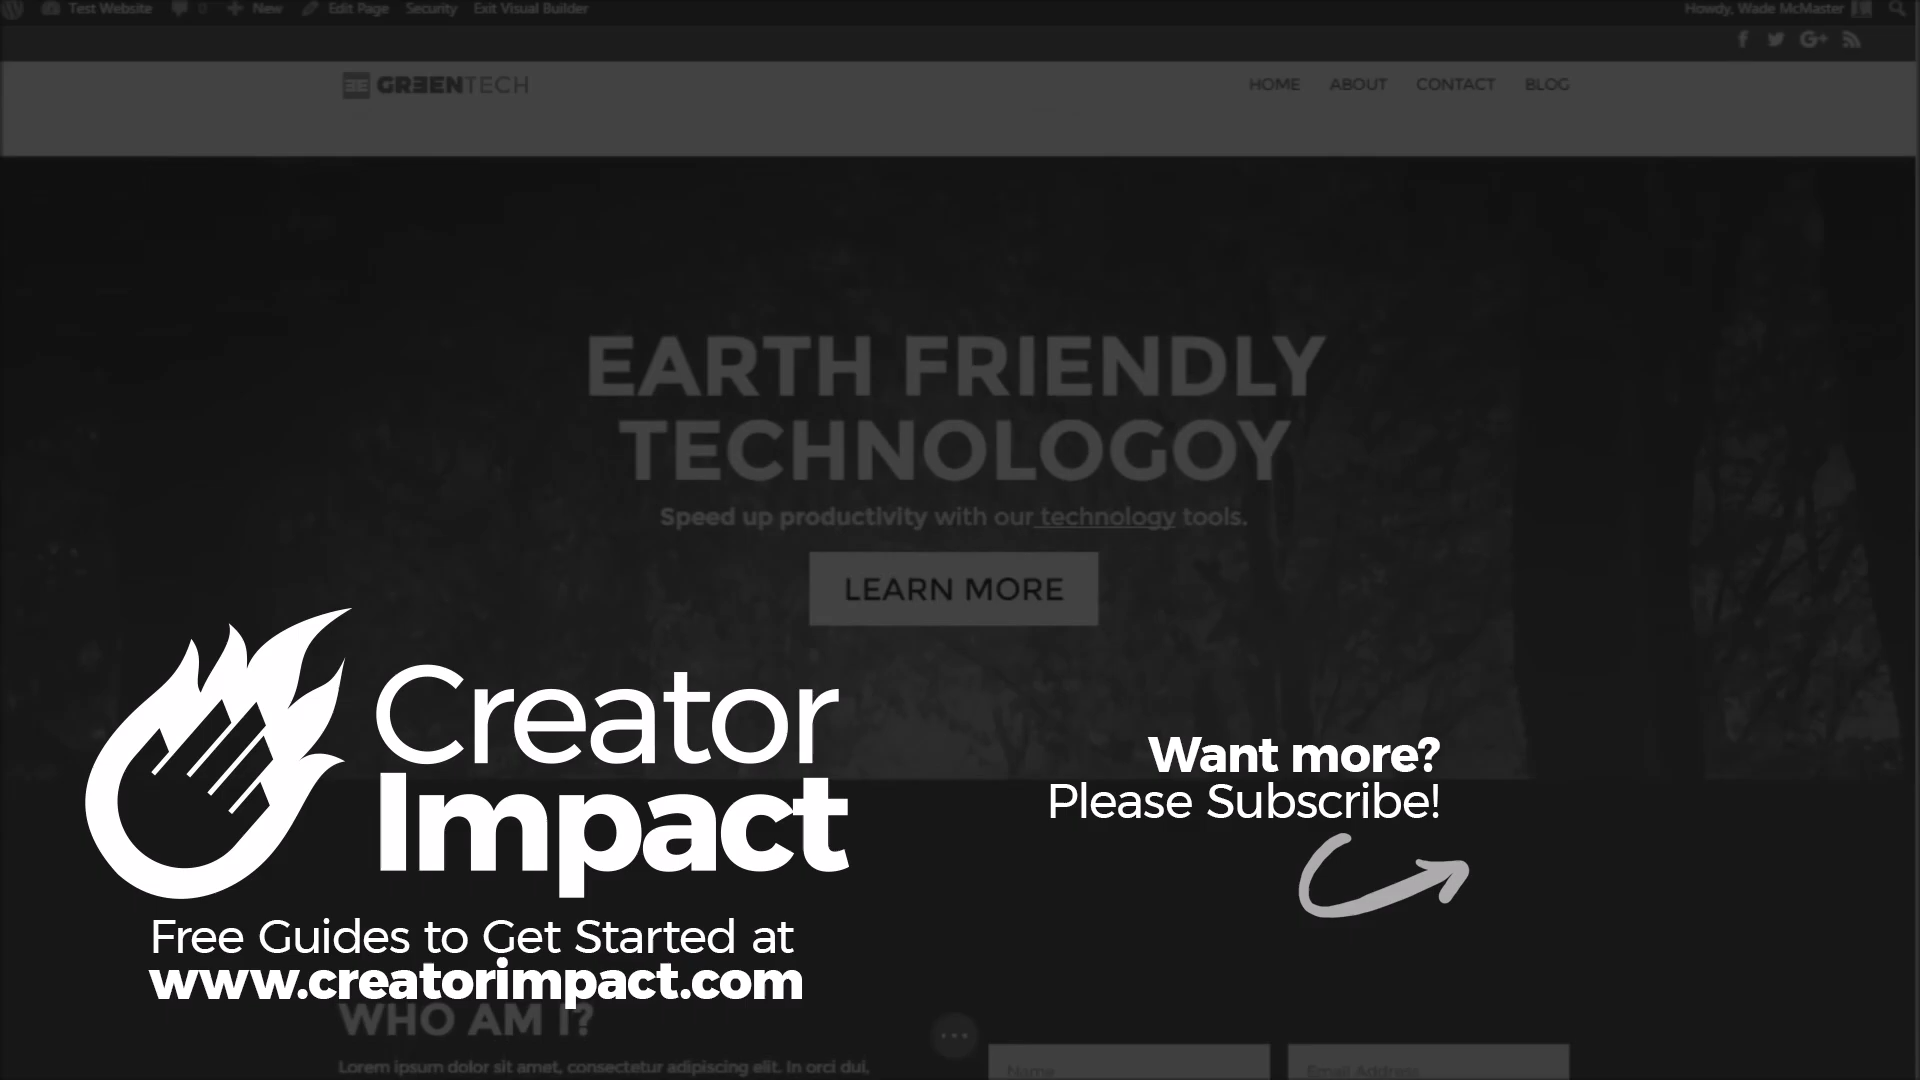 Test Website 0 New Edit Page Security Exit Visual Builder Howdy, Wade McMaster
GREENTECH HOME ABOUT CONTACT BLOG
EARTH FRIENDLY
TECHNOLOGOY
Speed up productivity with our technology tools.
LEARN MORE
Creator
Impact
Want more?
Please Subscribe!
Free Guides to Get Started at
www.creatorimpact.com
WHO AM I?
Lorem ipsum dolor sit amet, consectetur adipiscing elit. In orci dui,
Name Email Address